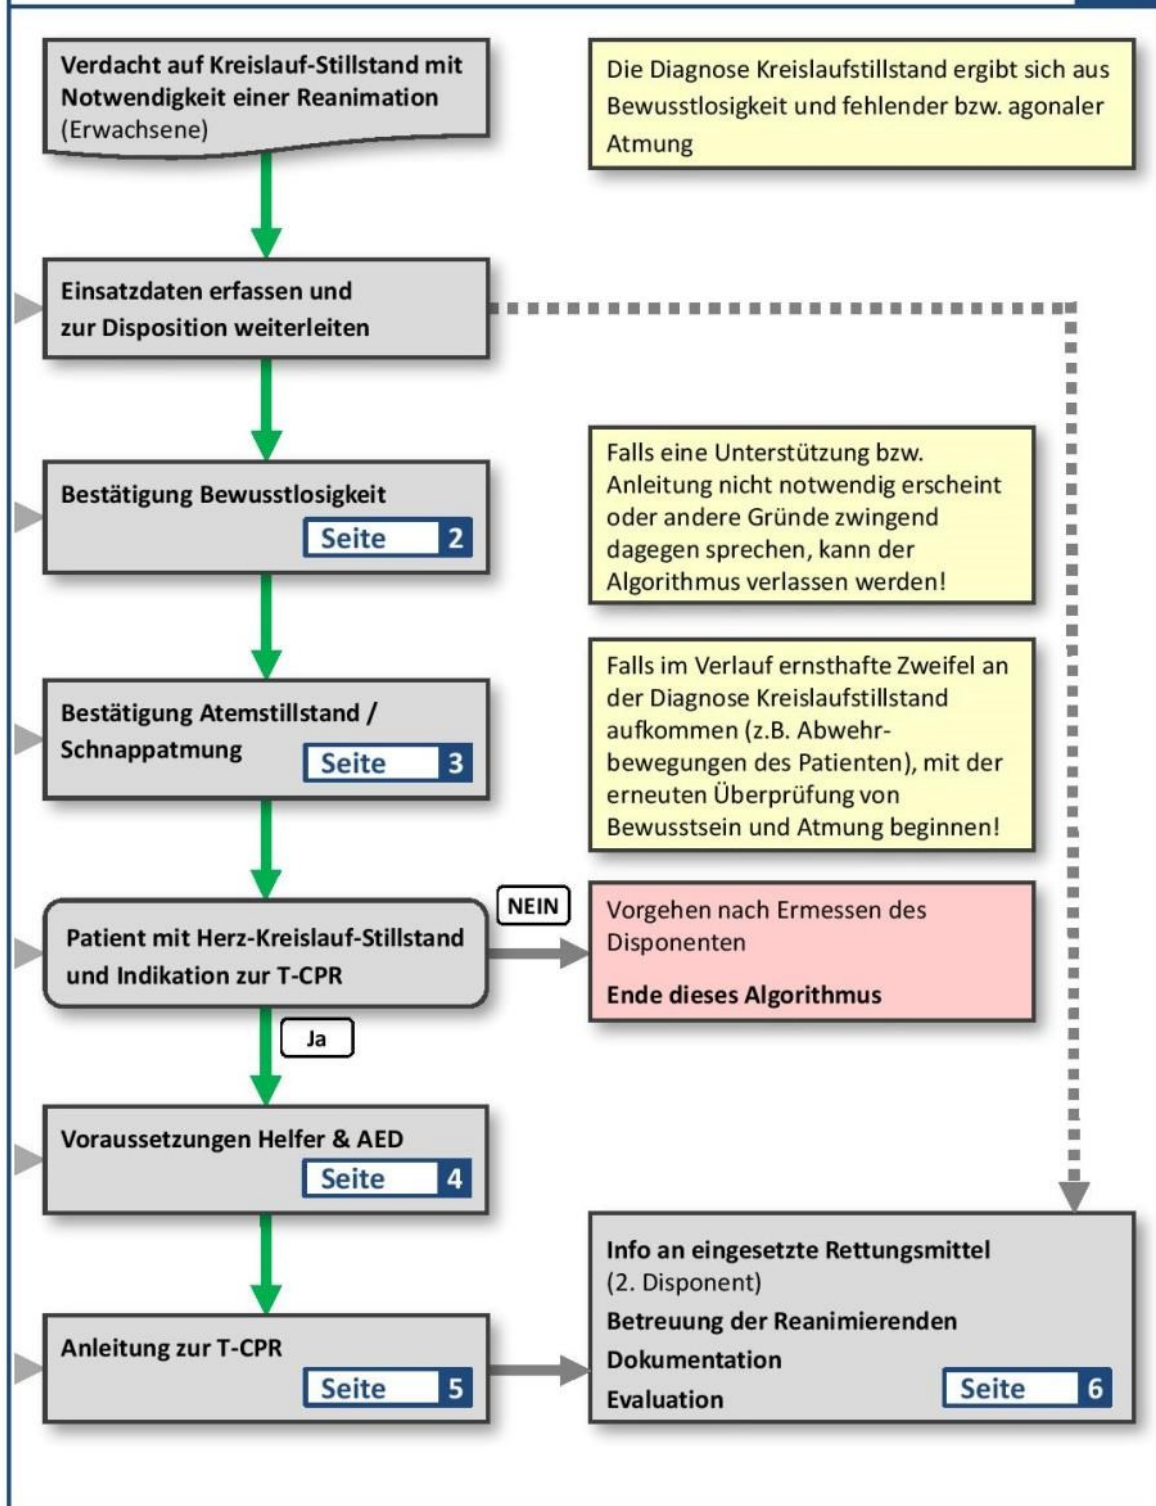 Verdacht auf Kreislauf-Stillstand mit
Notwendigkeit einer Reanimation
(Erwachsene)
Die Diagnose Kreislaufstillstand ergibt sich aus
Bewusstlosigkeit und fehlender bzw. agonaler
Atmung
Einsatzdaten erfassen und
zur Disposition weiterleiten
Bestätigung Bewusstlosigkeit
Seite 2
Falls eine Unterstützung bzw.
Anleitung nicht notwendig erscheint
oder andere Gründe zwingend
dagegen sprechen, kann der
Algorithmus verlassen werden!
Bestätigung Atemstillstand /
Schnappatmung
Seite 3
Falls im Verlauf ernsthafte Zweifel an
der Diagnose Kreislaufstillstand
aufkommen (z.B. Abwehr-
bewegungen des Patienten), mit der
erneuten Überprüfung von
Bewusstsein und Atmung beginnen!
Patient mit Herz-Kreislauf-Stillstand
und Indikation zur T-CPR
NEIN
Vorgehen nach Ermessen des
Disponenten
Ende dieses Algorithmus
Ja
Voraussetzungen Helfer & AED
Seite 4
Anleitung zur T-CPR
Seite 5
Info an eingesetzte Rettungsmittel
(2. Disponent)
Betreuung der Reanimierenden
Dokumentation
Evaluation
Seite 6